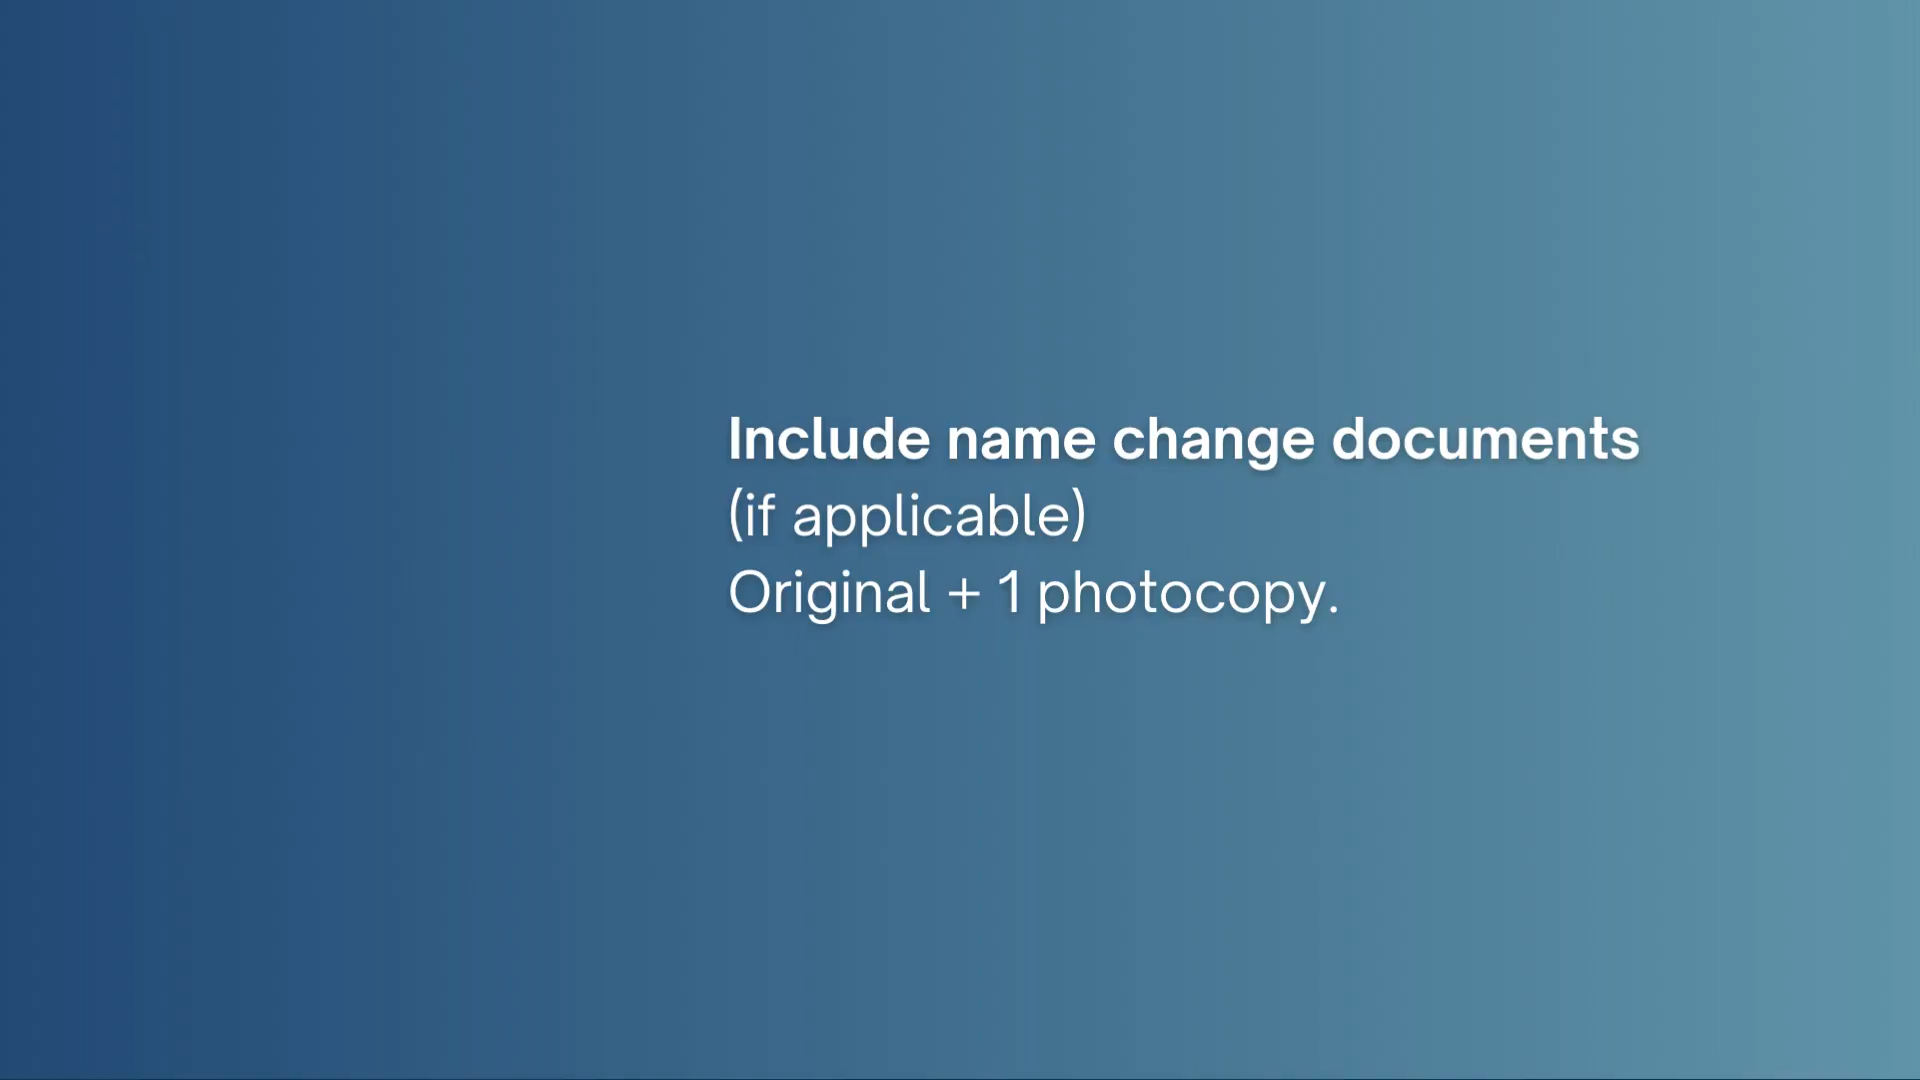 Include name change documents
(if applicable)
Original + 1 photocopy.